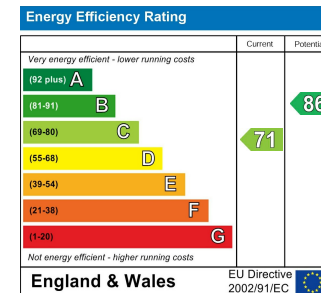 Energy Efficiency Rating
Current Potentia
Very energy efficient - lower running costs
(92 plus) A
(81-91) B
(69-80) C
(55-68) D
(39-54) E
(21-38) F
(1-20) G
71
86
Not energy efficient - higher running costs
England & Wales
EU Directive
2002/91/EC